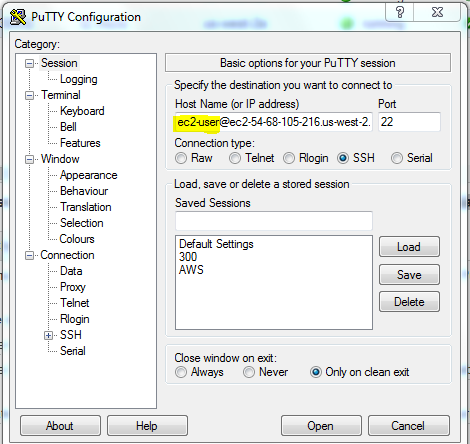 PuTTY Configuration
Category:
Session
Logging
Terminal
Keyboard
Bell
Features
Window
Appearance
Behaviour
Translation
Selection
Colours
Connection
Data
Proxy
Telnet
Rlogin
SSH
Serial
Basic options for your PuTTY session
Specify the destination you want to connect to
Host Name (or IP address) Port
ec2-user@ec2-54-68-105-216.us-west-2. 22
Connection type:
Raw Telnet Rlogin SSH Serial
Load, save or delete a stored session
Saved Sessions
Default Settings
300
AWS
Load
Save
Delete
Close window on exit:
Always Never Only on clean exit
About Help Open Cancel